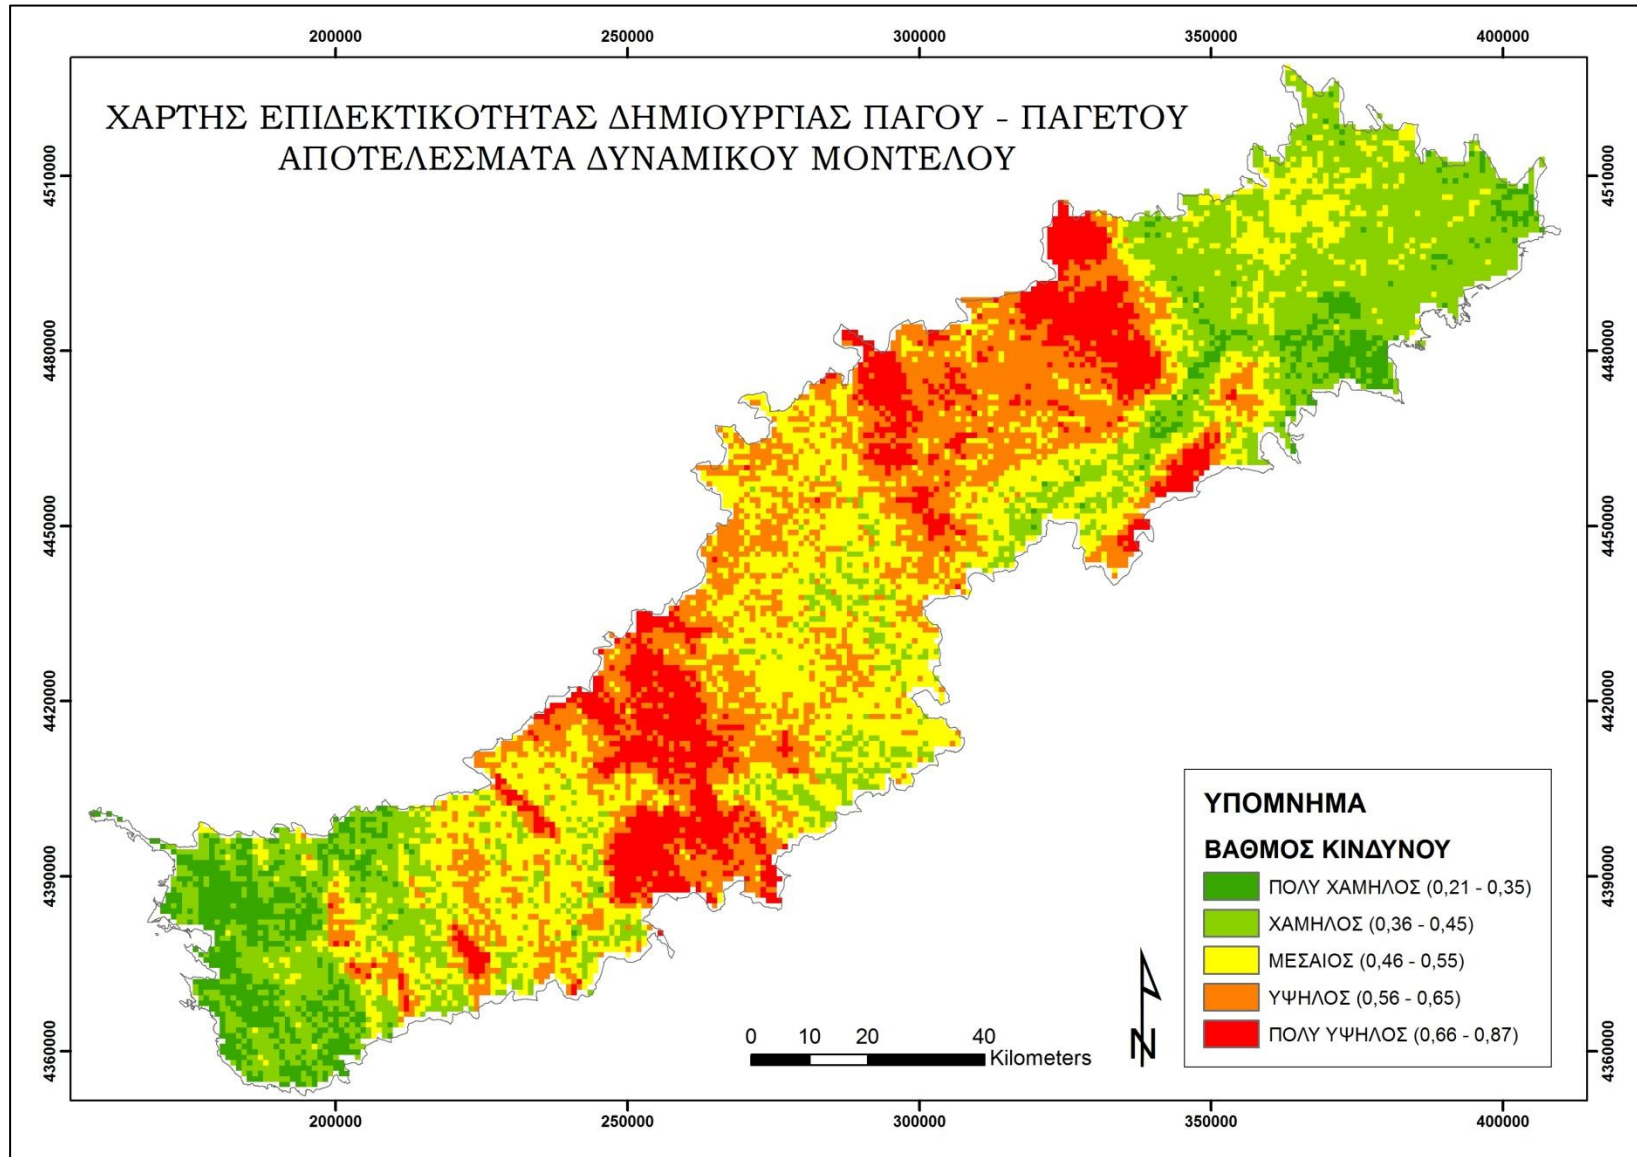 200000 250000 300000 350000 400000
ΧΑΡΤΗΣ ΕΠΙΔΕΚΤΙΚΟΤΗΤΑΣ ΔΗΜΙΟΥΡΓΙΑΣ ΠΑΓΟΥ - ΠΑΓΕΤΟΥ
ΑΠΟΤΕΛΕΣΜΑΤΑ ΔΥΝΑΜΙΚΟΥ ΜΟΝΤΕΛΟΥ
4510000 4510000
4480000 4480000
4450000 4450000
4420000 4420000
4390000 4390000
4360000 4360000
ΥΠΟΜΝΗΜΑ
ΒΑΘΜΟΣ ΚΙΝΔΥΝΟΥ
ΠΟΛΥ ΧΑΜΗΛΟΣ (0,21 - 0,35)
ΧΑΜΗΛΟΣ (0,36 - 0,45)
ΜΕΣΑΙΟΣ (0,46 - 0,55)
ΥΨΗΛΟΣ (0,56 - 0,65)
ΠΟΛΥ ΥΨΗΛΟΣ (0,66 - 0,87)
0 10 20 40
Kilometers
N
200000 250000 300000 350000 400000